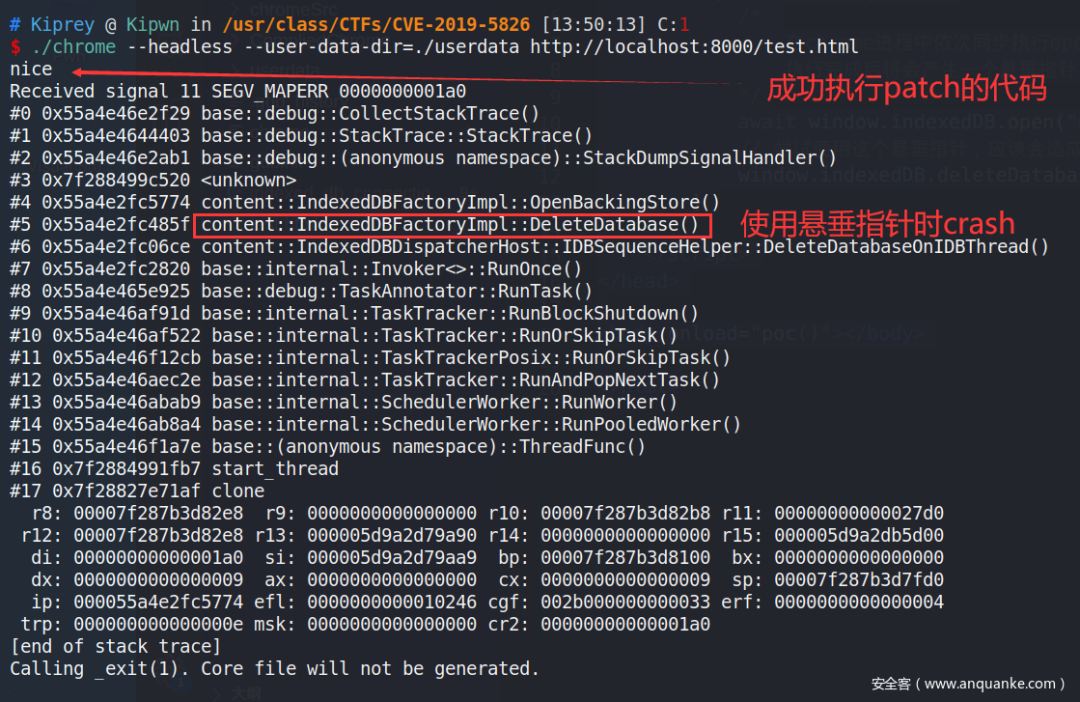 # Kiprey @ Kipwn in /usr/class/CTFs/CVE-2019-5826 [13:50:13] C:1
$ ./chrome --headless --user-data-dir=./userdata http://localhost:8000/test.html
nice
成功执行patch的代码
Received signal 11 SEGV_MAPERR 0000000001a0
#0 0x55a4e46e2f29 base::debug::CollectStackTrace()
#1 0x55a4e4644403 base::debug::StackTrace::StackTrace()
#2 0x55a4e46e2ab1 base::debug::(anonymous namespace)::StackDumpSignalHandler()
#3 0x7f288499c520 <unknown>
#4 0x55a4e2fc5774 content::IndexedDBFactoryImpl::OpenBackingStore()
#5 0x55a4e2fc485f content::IndexedDBFactoryImpl::DeleteDatabase()
使用悬垂指针时crash
#6 0x55a4e2fc06ce content::IndexedDBDispatcherHost::IDBSequenceHelper::DeleteDatabaseOnIDBThread()
#7 0x55a4e2fc2820 base::internal::Invoker<>::RunOnce()
#8 0x55a4e465e925 base::debug::TaskAnnotator::RunTask()
#9 0x55a4e46af91d base::internal::TaskTracker::RunBlockShutdown()
#10 0x55a4e46af522 base::internal::TaskTracker::RunOrSkipTask()
#11 0x55a4e46f12cb base::internal::TaskTrackerPosix::RunOrSkipTask()
#12 0x55a4e46aec2e base::internal::TaskTracker::RunAndPopNextTask()
#13 0x55a4e46abab9 base::internal::SchedulerWorker::RunWorker()
#14 0x55a4e46ab8a4 base::internal::SchedulerWorker::RunPooledWorker()
#15 0x55a4e46f1a7e base::(anonymous namespace)::ThreadFunc()
#16 0x7f2884991fb7 start_thread
#17 0x7f28827e71af clone
r8: 00007f287b3d82e8 r9: 0000000000000000 r10: 00007f287b3d82b8 r11: 00000000000027d0
r12: 00007f287b3d82e8 r13: 000005d9a2d79a90 r14: 0000000000000000 r15: 000005d9a2db5d00
di: 00000000000001a0 si: 000005d9a2d79aa9 bp: 00007f287b3d8100 bx: 0000000000000000
dx: 0000000000000009 ax: 0000000000000000 cx: 0000000000000009 sp: 00007f287b3d7fd0
ip: 000055a4e2fc5774 efl: 0000000000010246 cgf: 002b000000000033 erf: 0000000000000004
trp: 000000000000000e msk: 0000000000000000 cr2: 00000000000001a0
[end of stack trace]
Calling _exit(1). Core file will not be generated.
安全客（www.anquanke.com）